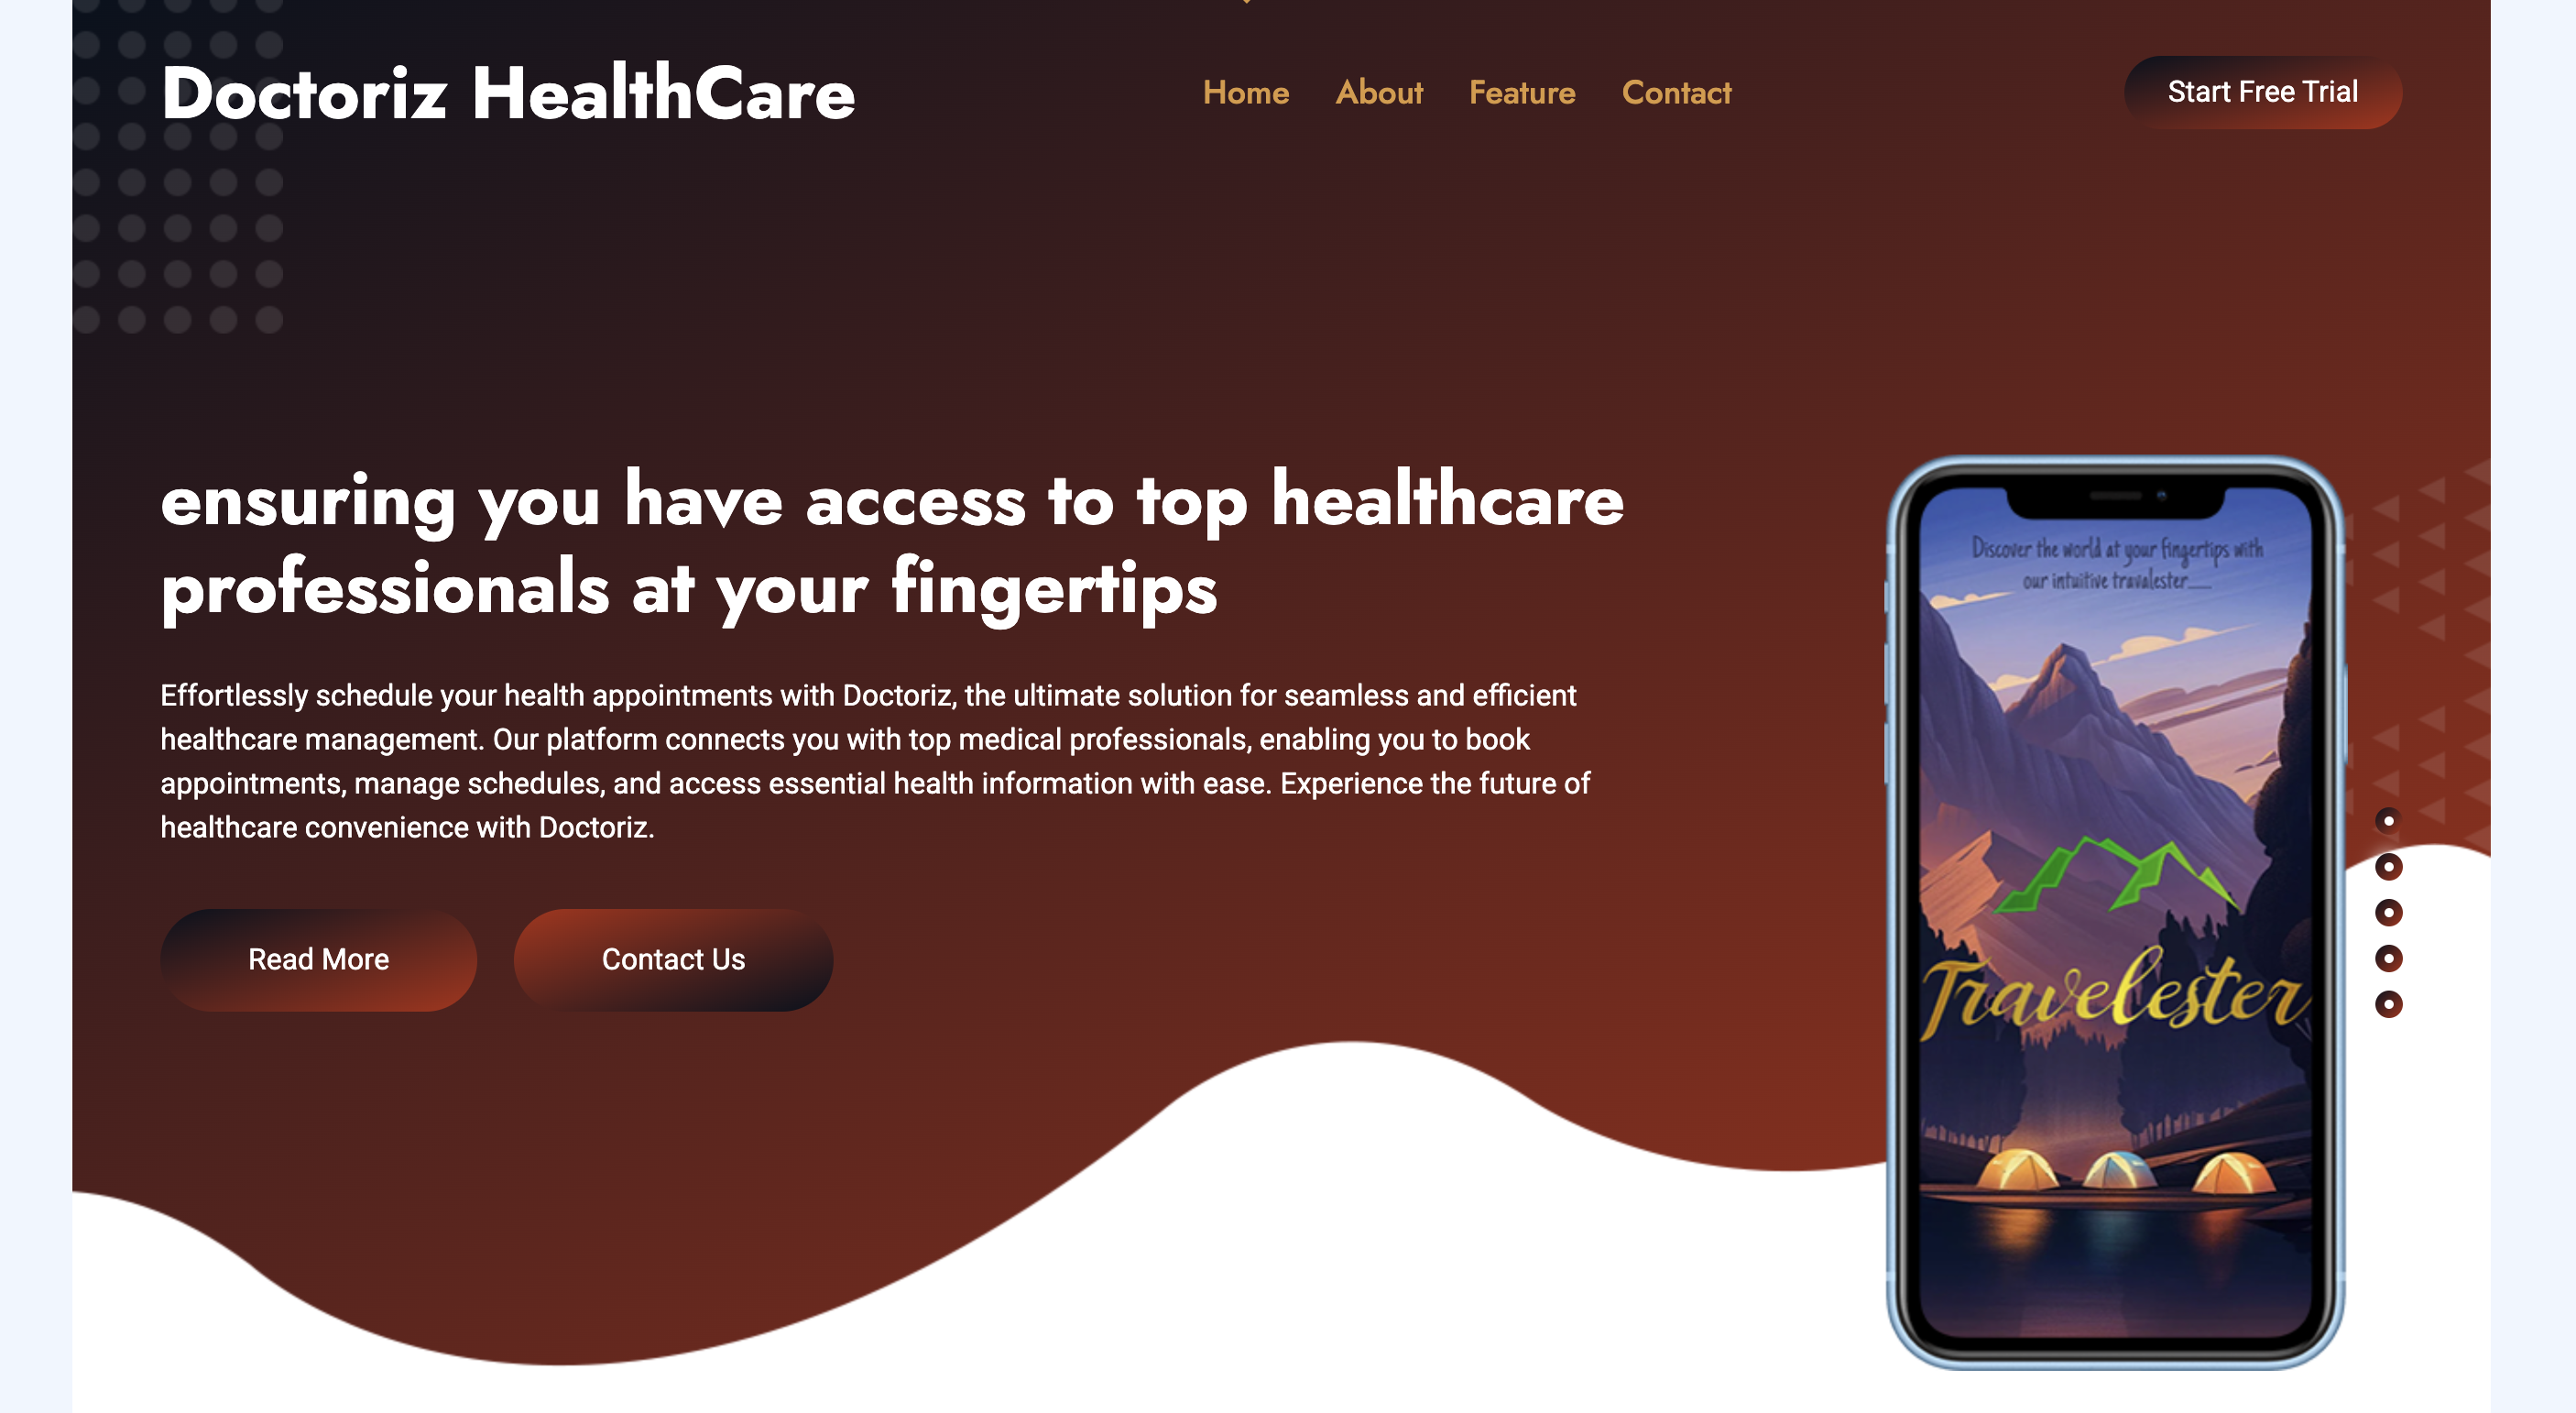 Doctoriz HealthCare
Home About Feature Contact
Start Free Trial
ensuring you have access to top healthcare
professionals at your fingertips
Effortlessly schedule your health appointments with Doctoriz, the ultimate solution for seamless and efficient
healthcare management. Our platform connects you with top medical professionals, enabling you to book
appointments, manage schedules, and access essential health information with ease. Experience the future of
healthcare convenience with Doctoriz.
Read More
Contact Us
Discover the world at your fingertips with
our intuitive travalester......
Travelester